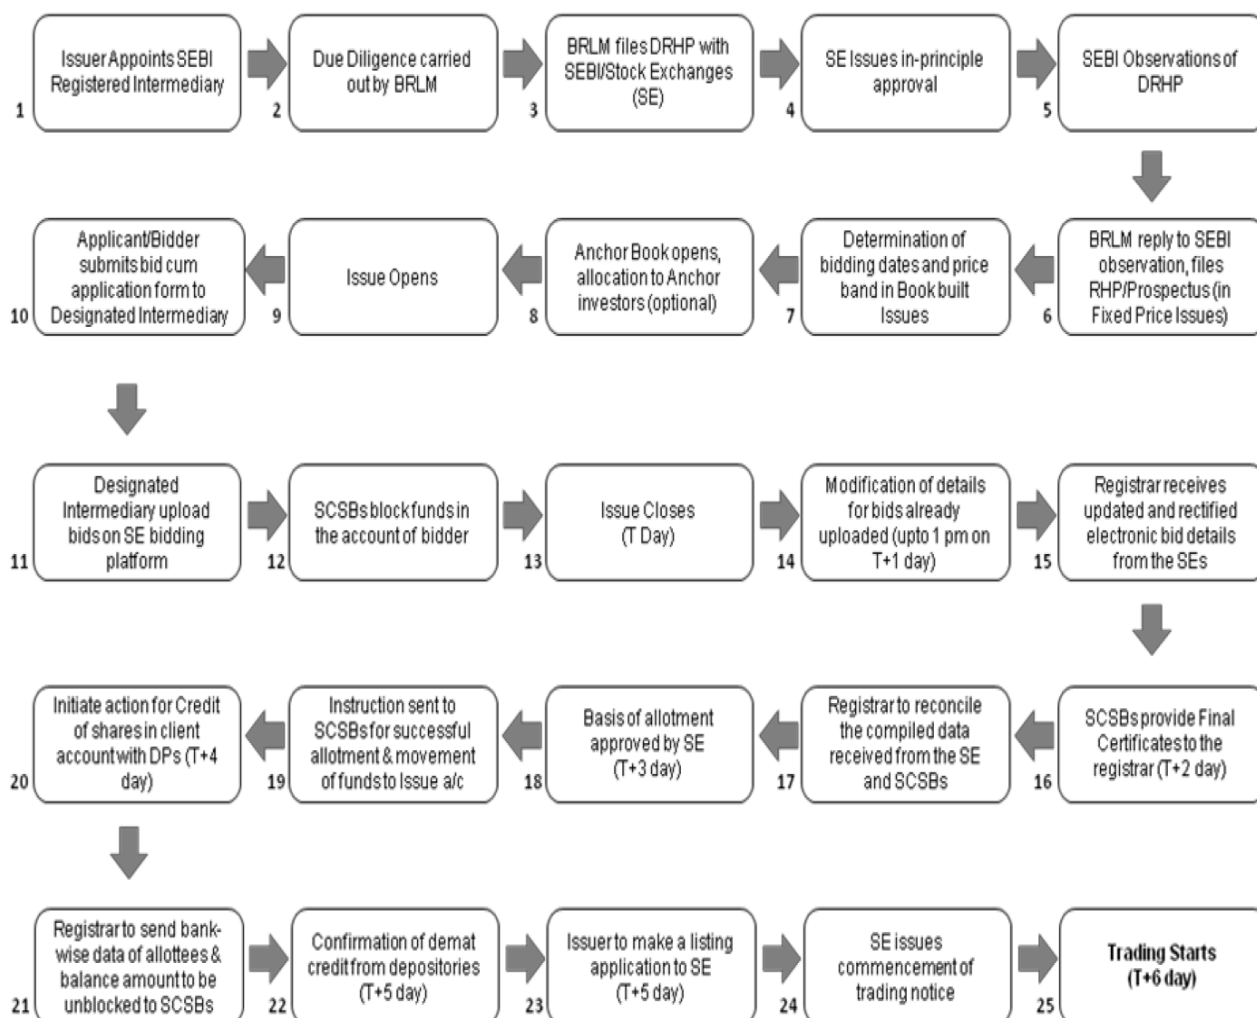 Issuer Appoints SEBI
Registered Intermediary
1
Due Diligence carried
out by BRLM
2
BRLM files DRHP with
SEBI/Stock Exchanges
(SE)
3
SE Issues in-principle
approval
4
SEBI Observations of
DRHP
5
BRLM reply to SEBI
observation, files
RHP/Prospectus (in
Fixed Price Issues)
6
Determination of
bidding dates and price
band in Book built
Issues
7
Anchor Book opens,
allocation to Anchor
investors (optional)
8
Issue Opens
9
Applicant/Bidder
submits bid cum
application form to
Designated Intermediary
10
Designated
Intermediary upload
bids on SE bidding
platform
11
SCSBs block funds in
the account of bidder
12
Issue Closes
(T Day)
13
Modification of details
for bids already
uploaded (upto 1 pm on
T+1 day)
14
Registrar receives
updated and rectified
electronic bid details
from the SEs
15
SCSBs provide Final
Certificates to the
registrar (T+2 day)
16
Registrar to reconcile
the compiled data
received from the SE
and SCSBs
17
Basis of allotment
approved by SE
(T+3 day)
18
Instruction sent to
SCSBs for successful
allotment & movement
of funds to Issue a/c
19
Initiate action for Credit
of shares in client
account with DPs (T+4
day)
20
Registrar to send bank-
wise data of allottees &
balance amount to be
unblocked to SCSBs
21
Confirmation of demat
credit from depositories
(T+5 day)
22
Issuer to make a listing
application to SE
(T+5 day)
23
SE issues
commencement of
trading notice
24
Trading Starts
(T+6 day)
25